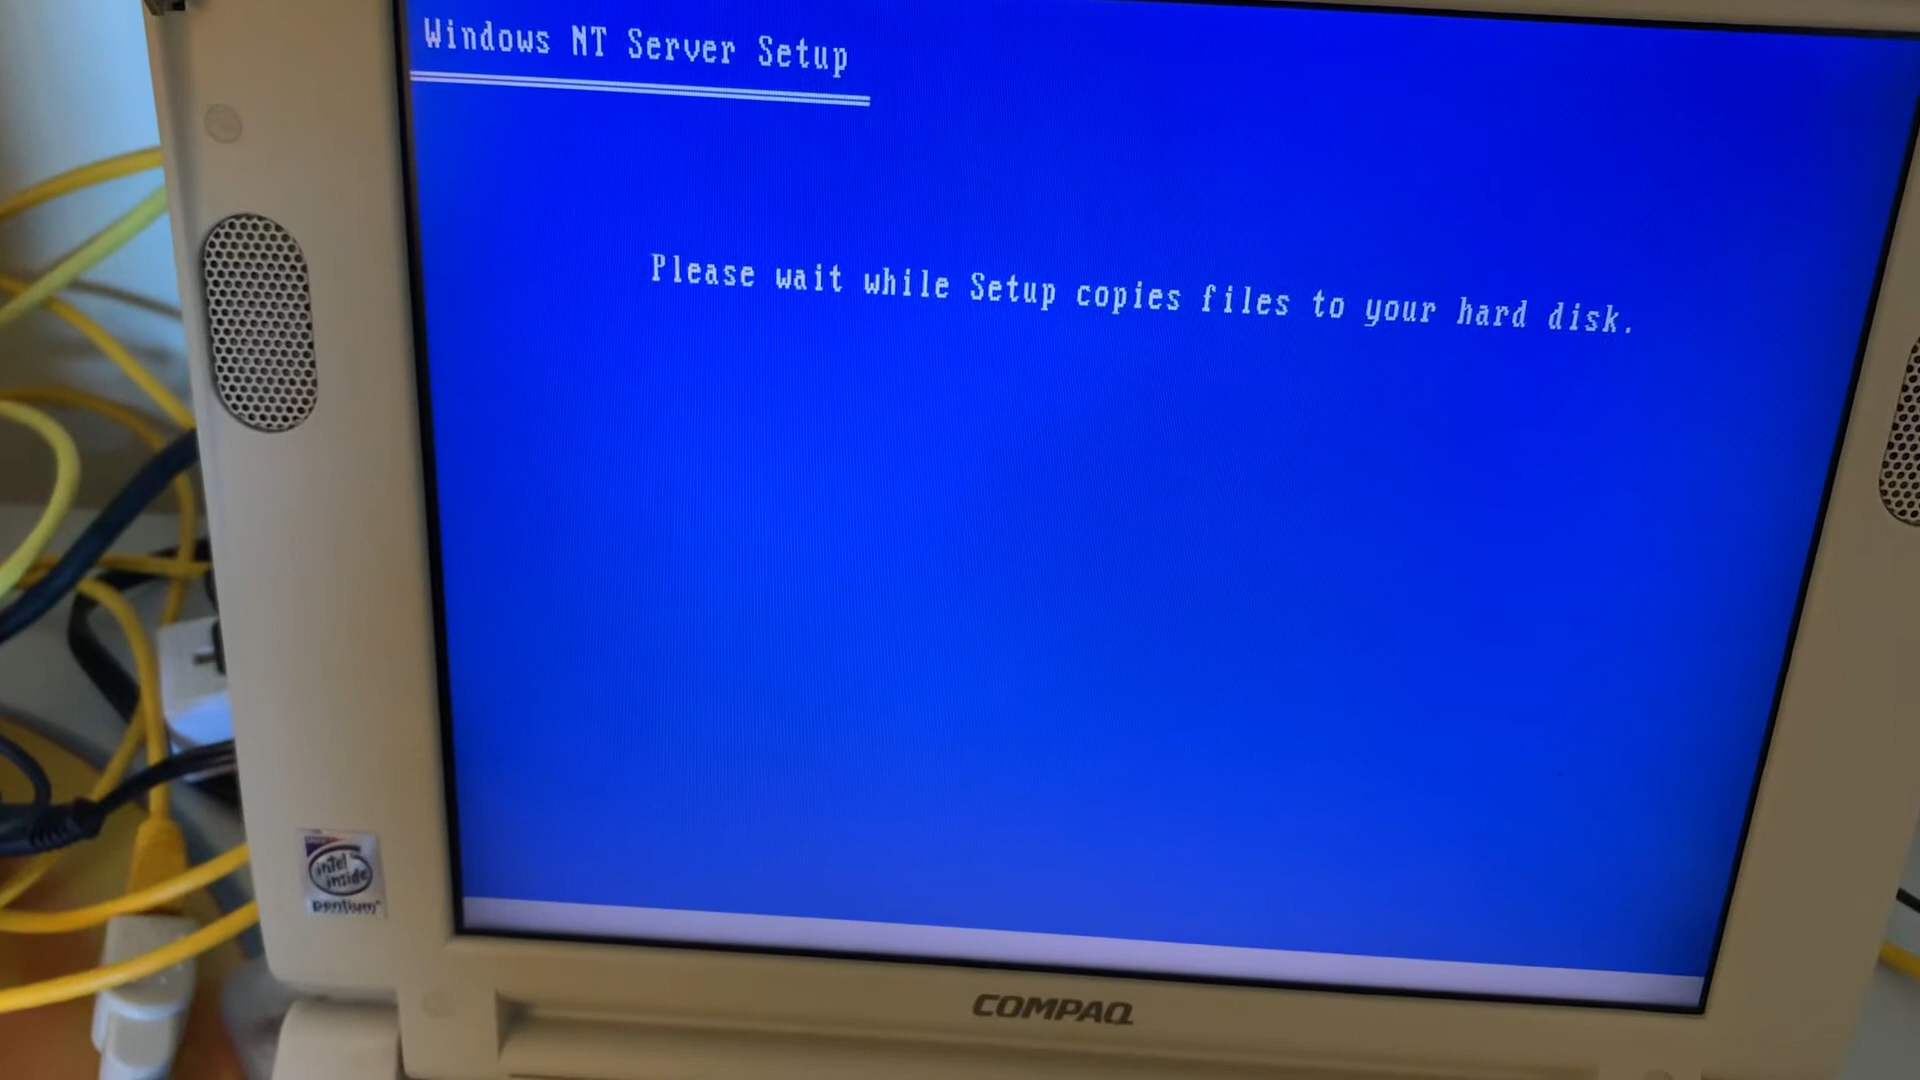 Windows NT Server Setup
Please wait while Setup copies files to your hard disk.
intel
inside
pentium
COMPAQ